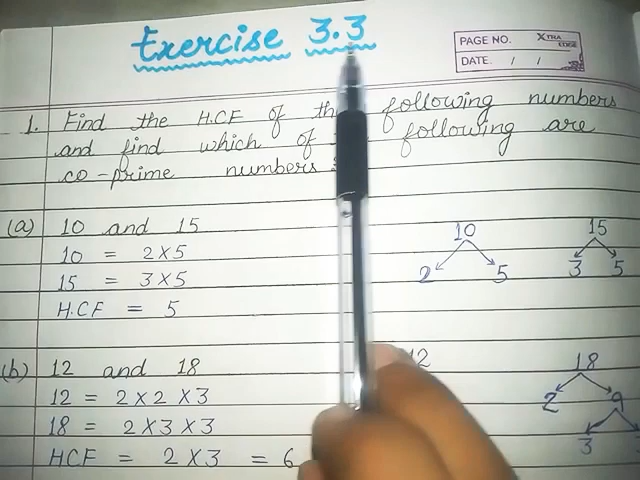 Exercise 3.3
PAGE NO. XTRA EDGE
DATE. / /
1. Find the H.C.F of the following numbers
and find which of following are
co-prime numbers
(a) 10 and 15
10 = 2×5
15 = 3×5
H.C.F = 5
10
2 5
15
3 5
(b) 12 and 18
12 = 2×2×3
18 = 2×3×3
HCF = 2×3 = 6
12
18
2 9
3